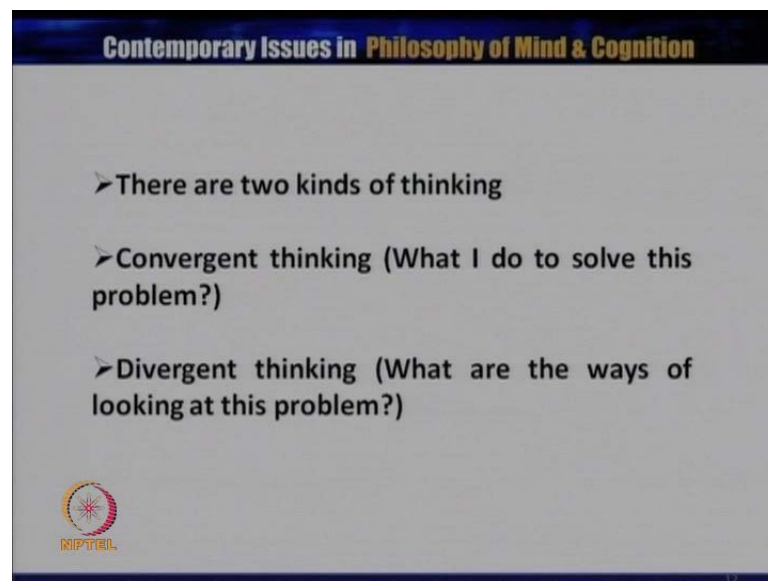 Contemporary Issues in Philosophy of Mind & Cognition
➢There are two kinds of thinking
➢Convergent thinking (What I do to solve this
problem?)
➢Divergent thinking (What are the ways of
looking at this problem?)
NPTEL